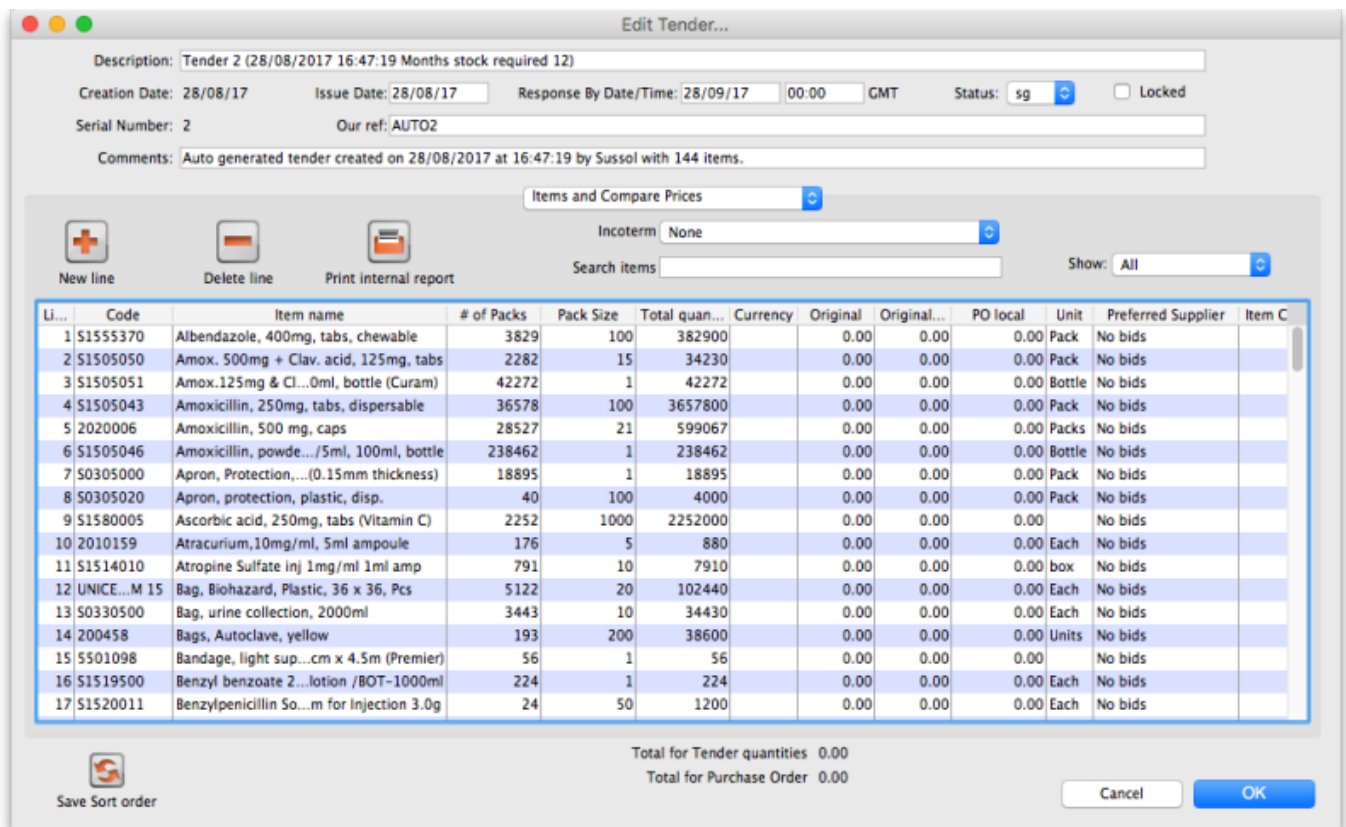 Edit Tender...
Description: Tender 2 (28/08/2017 16:47:19 Months stock required 12)
Creation Date: 28/08/17 Issue Date: 28/08/17 Response By Date/Time: 28/09/17 00:00 GMT Status: sg Locked
Serial Number: 2 Our ref: AUTO2
Comments: Auto generated tender created on 28/08/2017 at 16:47:19 by Sussol with 144 items.
Items and Compare Prices
Incoterm None
New line Delete line Print internal report Search items Show: All
Li... Code Item name # of Packs Pack Size Total quan... Currency Original Original... PO local Unit Preferred Supplier Item C
1 S1555370 Albendazole, 400mg, tabs, chewable 3829 100 382900 0.00 0.00 0.00 Pack No bids
2 S1505050 Amox. 500mg + Clav. acid, 125mg, tabs 2282 15 34230 0.00 0.00 0.00 Pack No bids
3 S1505051 Amox.125mg & Cl...0ml, bottle (Curam) 42272 1 42272 0.00 0.00 0.00 Bottle No bids
4 S1505043 Amoxicillin, 250mg, tabs, dispersable 36578 100 3657800 0.00 0.00 0.00 Pack No bids
5 2020006 Amoxicillin, 500 mg, caps 28527 21 599067 0.00 0.00 0.00 Packs No bids
6 S1505046 Amoxicillin, powde.../5ml, 100ml, bottle 238462 1 238462 0.00 0.00 0.00 Bottle No bids
7 S0305000 Apron, Protection,...(0.15mm thickness) 18895 1 18895 0.00 0.00 0.00 Pack No bids
8 S0305020 Apron, protection, plastic, disp. 40 100 4000 0.00 0.00 0.00 Pack No bids
9 S1580005 Ascorbic acid, 250mg, tabs (Vitamin C) 2252 1000 2252000 0.00 0.00 0.00 No bids
10 2010159 Atracurium,10mg/ml, 5ml ampoule 176 5 880 0.00 0.00 0.00 Each No bids
11 S1514010 Atropine Sulfate inj 1mg/ml 1ml amp 791 10 7910 0.00 0.00 0.00 box No bids
12 UNICE...M 15 Bag, Biohazard, Plastic, 36 x 36, Pcs 5122 20 102440 0.00 0.00 0.00 Each No bids
13 S0330500 Bag, urine collection, 2000ml 3443 10 34430 0.00 0.00 0.00 Each No bids
14 200458 Bags, Autoclave, yellow 193 200 38600 0.00 0.00 0.00 Units No bids
15 5501098 Bandage, light sup...cm x 4.5m (Premier) 56 1 56 0.00 0.00 0.00 No bids
16 S1519500 Benzyl benzoate 2...lotion /BOT-1000ml 224 1 224 0.00 0.00 0.00 Each No bids
17 S1520011 Benzylpenicillin So...m for Injection 3.0g 24 50 1200 0.00 0.00 0.00 Each No bids
Total for Tender quantities 0.00
Total for Purchase Order 0.00
Save Sort order Cancel OK